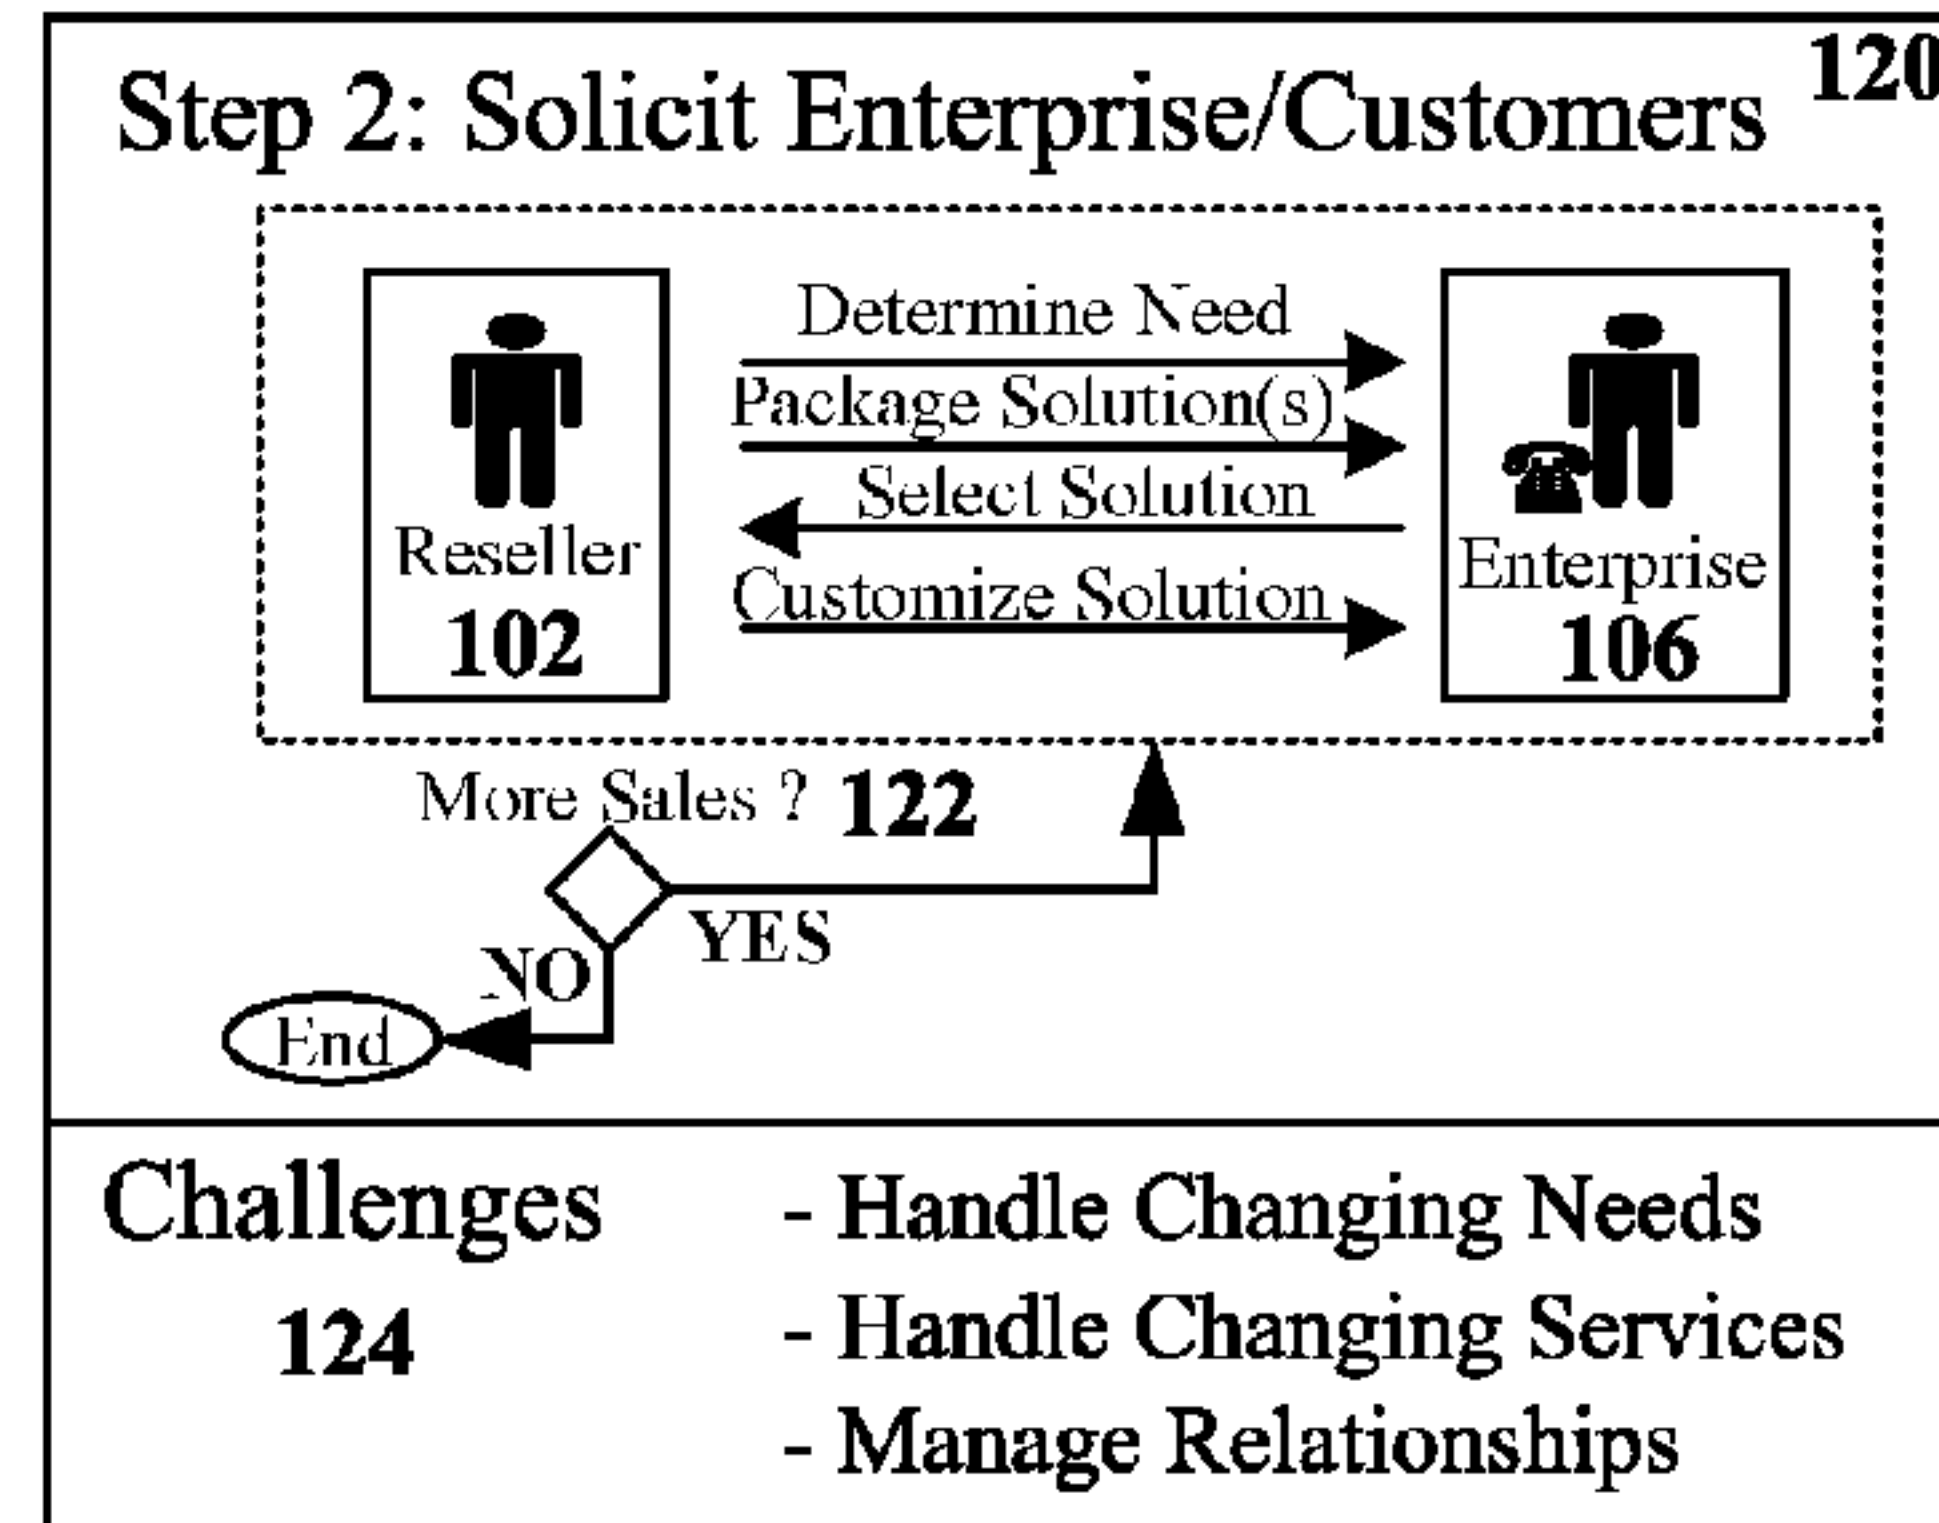 Step 2: Solicit Enterprise/Customers 120
Determine Need
Package Solution(s)
Select Solution
Customize Solution
Reseller
102
Enterprise
106
More Sales ? 122
YES
NO
End
Challenges
124
- Handle Changing Needs
- Handle Changing Services
- Manage Relationships